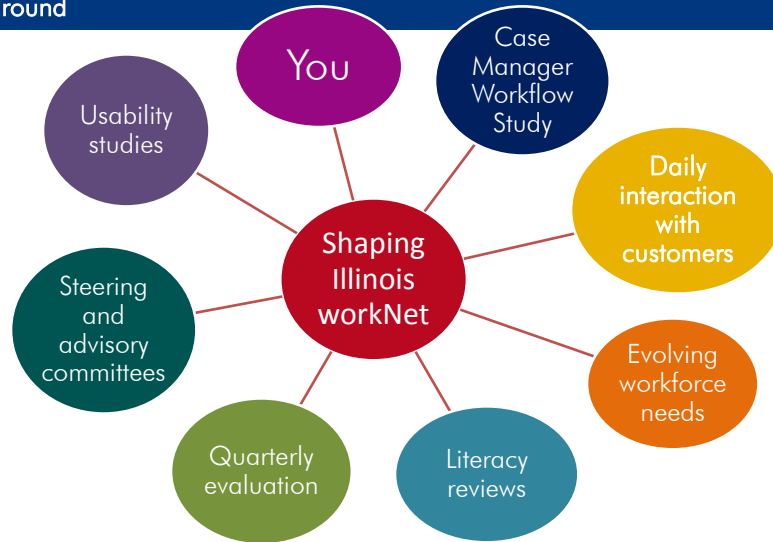 round
You
Case
Manager
Workflow
Study
Usability
studies
Daily
interaction
with
customers
Shaping
Illinois
workNet
Steering
and
advisory
committees
Evolving
workforce
needs
Quarterly
evaluation
Literacy
reviews